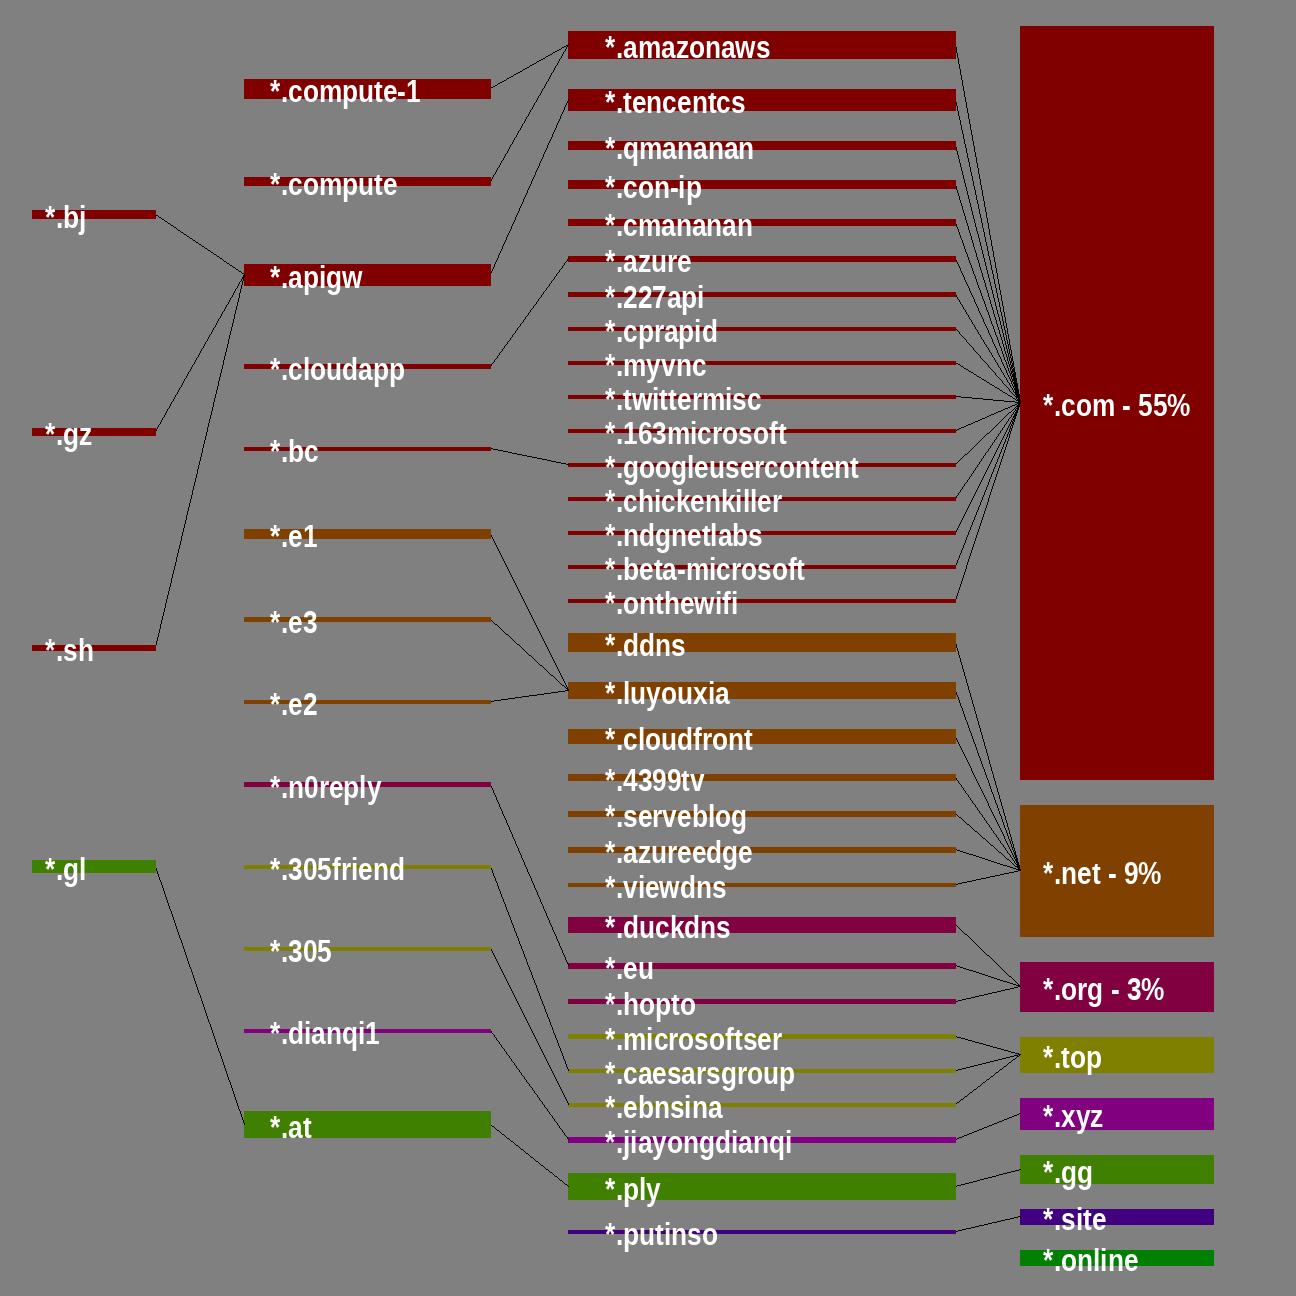 *.bj
*.gz
*.sh
*.gl
*.compute-1
*.compute
*.apigw
*.cloudapp
*.bc
*.e1
*.e3
*.e2
*.n0reply
*.305friend
*.305
*.dianqi1
*.at
*.amazonaws
*.tencentcs
*.qmananan
*.con-ip
*.cmananan
*.azure
*.227api
*.cprapid
*.myvnc
*.twittermisc
*.163microsoft
*.googleusercontent
*.chickenkiller
*.ndgnetlabs
*.beta-microsoft
*.onthewifi
*.ddns
*.luyouxia
*.cloudfront
*.4399tv
*.serveblog
*.azureedge
*.viewdns
*.duckdns
*.eu
*.hopto
*.microsoftser
*.caesarsgroup
*.ebnsina
*.jiayongdianqi
*.ply
*.putinso
*.com - 55%
*.net - 9%
*.org - 3%
*.top
*.xyz
*.gg
*.site
*.online